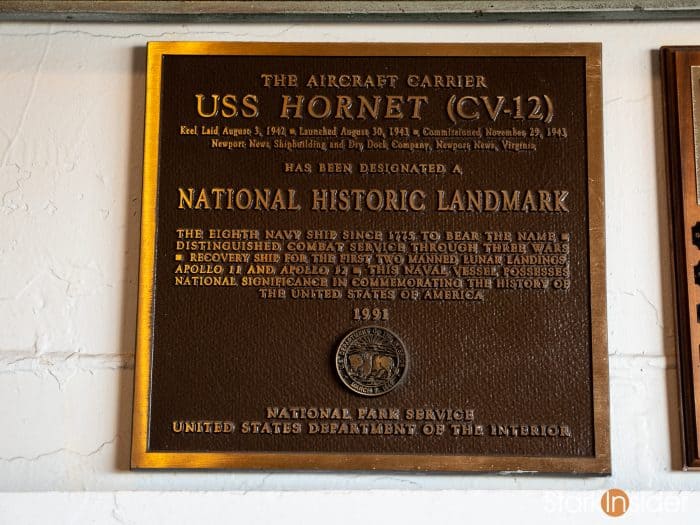 THE AIRCRAFT CARRIER
USS HORNET (CV-12)
Keel Laid August 3, 1942 ▪ Launched August 30, 1943 ▪ Commissioned November 29, 1943
Newport News Shipbuilding and Dry Dock Company, Newport News, Virginia
HAS BEEN DESIGNATED A
NATIONAL HISTORIC LANDMARK
THE EIGHTH NAVY SHIP SINCE 1775 TO BEAR THE NAME ▪
DISTINGUISHED COMBAT SERVICE THROUGH THREE WARS
▪ RECOVERY SHIP FOR THE FIRST TWO MANNED LUNAR LANDINGS,
APOLLO 11 AND APOLLO 12 ▪ THIS NAVAL VESSEL POSSESSES
NATIONAL SIGNIFICANCE IN COMMEMORATING THE HISTORY OF
THE UNITED STATES OF AMERICA
1991
MARCH 3,
NATIONAL PARK SERVICE
UNITED STATES DEPARTMENT OF THE INTERIOR
Stark Insider